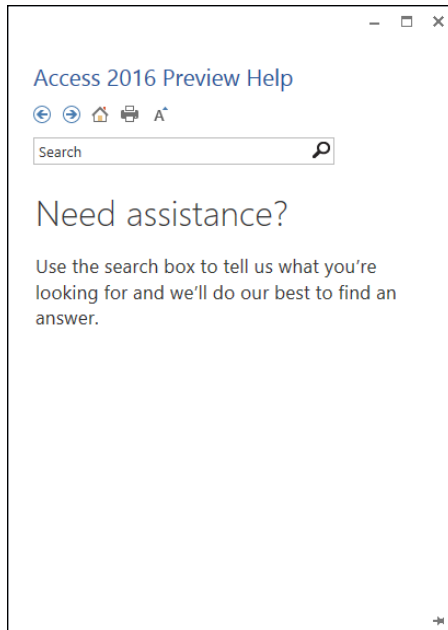 Access 2016 Preview Help
A
Search
Need assistance?
Use the search box to tell us what you're
looking for and we'll do our best to find an
answer.